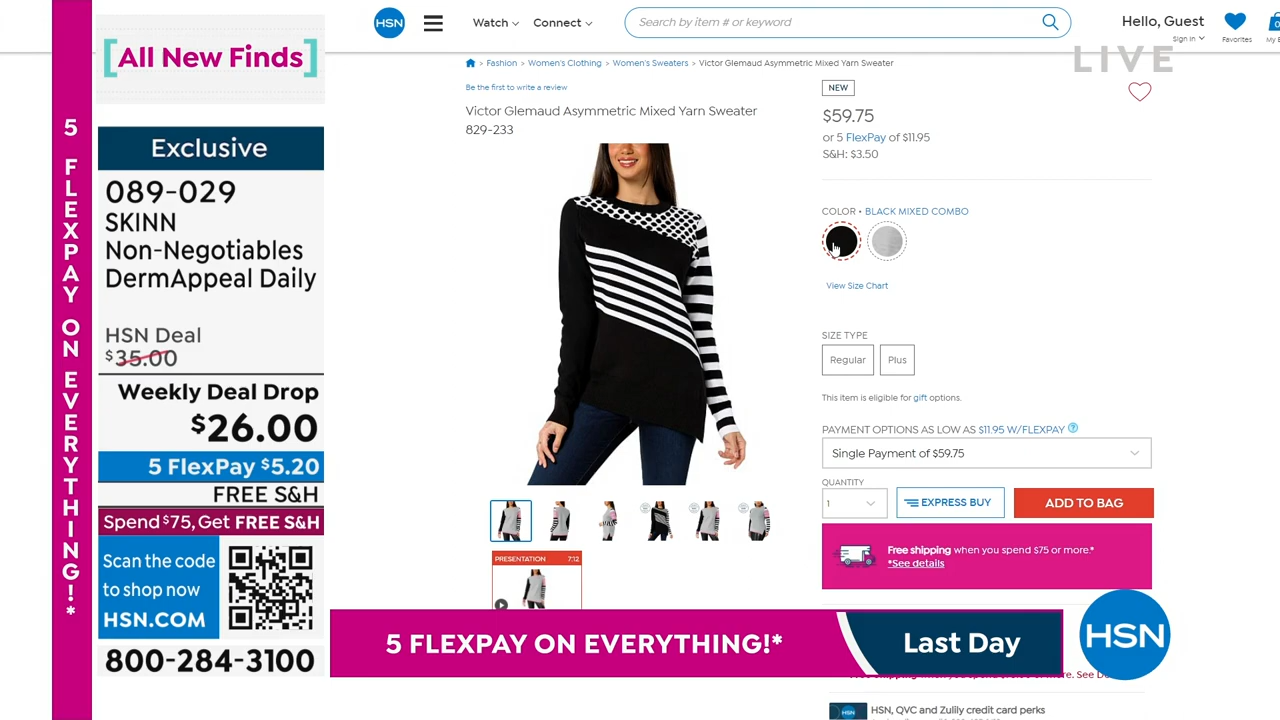 5 FLEXPAY ON EVERYTHING!*
[All New Finds]
Exclusive
089-029
SKINN
Non-Negotiables
DermAppeal Daily
HSN Deal
$35.00
Weekly Deal Drop
$26.00
5 FlexPay $5.20
FREE S&H
Spend $75, Get FREE S&H
Scan the code
to shop now
HSN.COM
800-284-3100
HSN
Watch
Connect
Search by item # or keyword
Hello, Guest
Sign In
Favorites
LIVE
> Fashion > Women's Clothing > Women's Sweaters > Victor Glemaud Asymmetric Mixed Yarn Sweater
Be the first to write a review
Victor Glemaud Asymmetric Mixed Yarn Sweater
829-233
NEW
$59.75
or 5 FlexPay of $11.95
S&H: $3.50
COLOR • BLACK MIXED COMBO
View Size Chart
SIZE TYPE
Regular
Plus
This item is eligible for gift options.
PAYMENT OPTIONS AS LOW AS $11.95 W/FLEXPAY ?
Single Payment of $59.75
QUANTITY
1
EXPRESS BUY
ADD TO BAG
Free shipping when you spend $75 or more.*
*See details
PRESENTATION 7:12
5 FLEXPAY ON EVERYTHING!*
Last Day
HSN
HSN
HSN, QVC and Zulily credit card perks